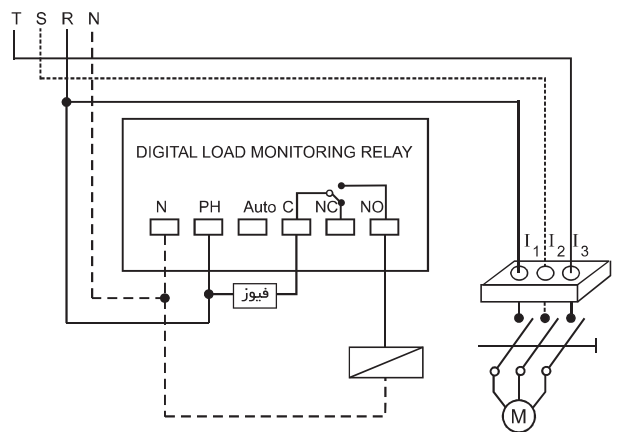 T S R N
DIGITAL LOAD MONITORING RELAY
N PH Auto C NC NO
فیوز
I1 I2 I3
M